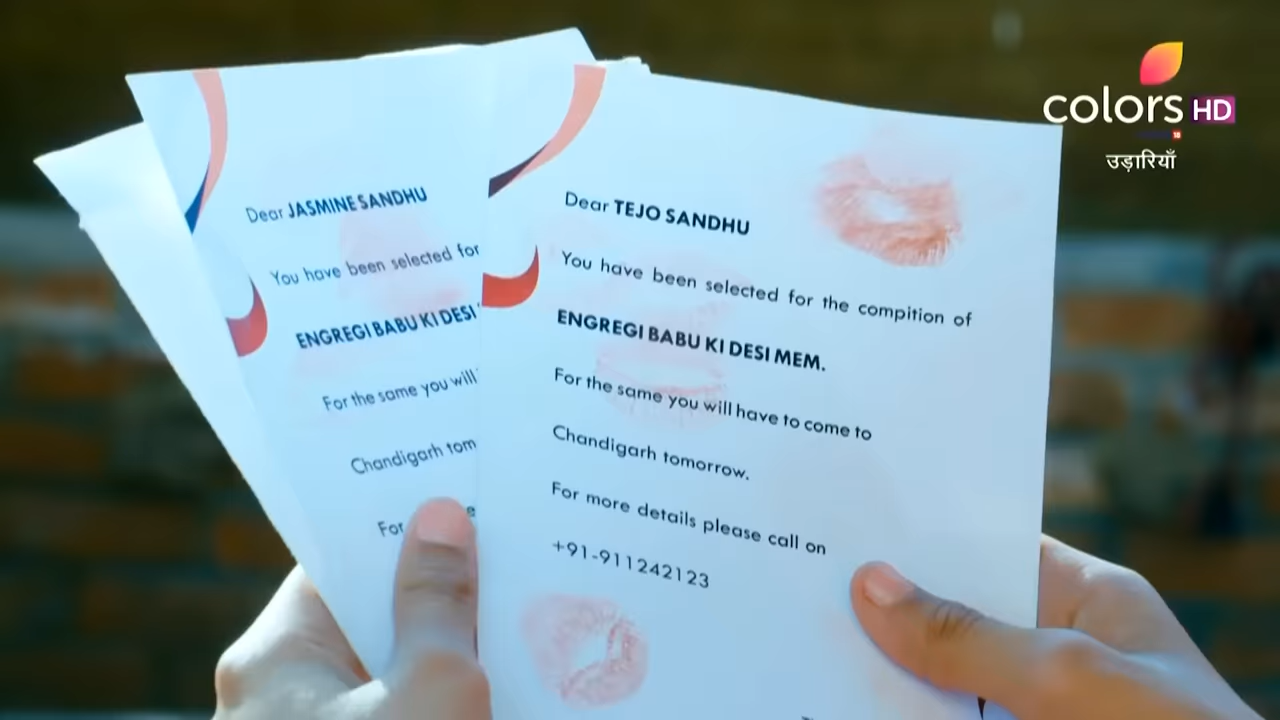 colors HD
उड़ारियाँ
Dear JASMINE SANDHU
You have been selected for
ENGREGI BABU KI DESI
For the same you will
Chandigarh tom
For
Dear TEJO SANDHU
You have been selected for the compition of
ENGREGI BABU KI DESI MEM.
For the same you will have to come to
Chandigarh tomorrow.
For more details please call on
+91-911242123